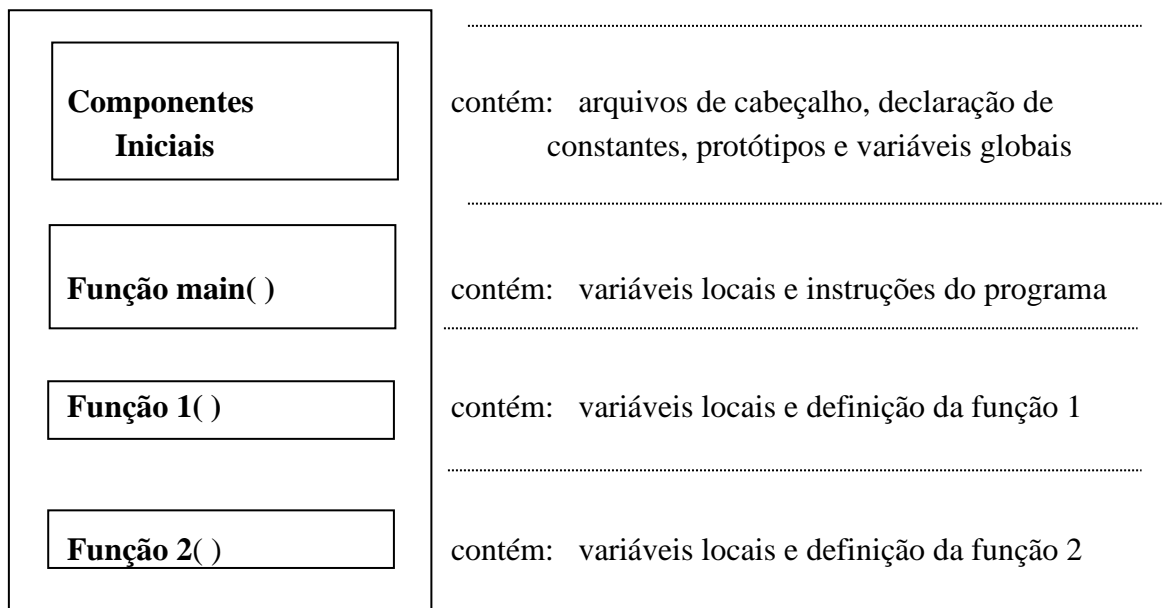 Componentes contém: arquivos de cabeçalho, declaração de
Iniciais constantes, protótipos e variáveis globais
Função main( ) contém: variáveis locais e instruções do programa
Função 1( ) contém: variáveis locais e definição da função 1
Função 2( ) contém: variáveis locais e definição da função 2